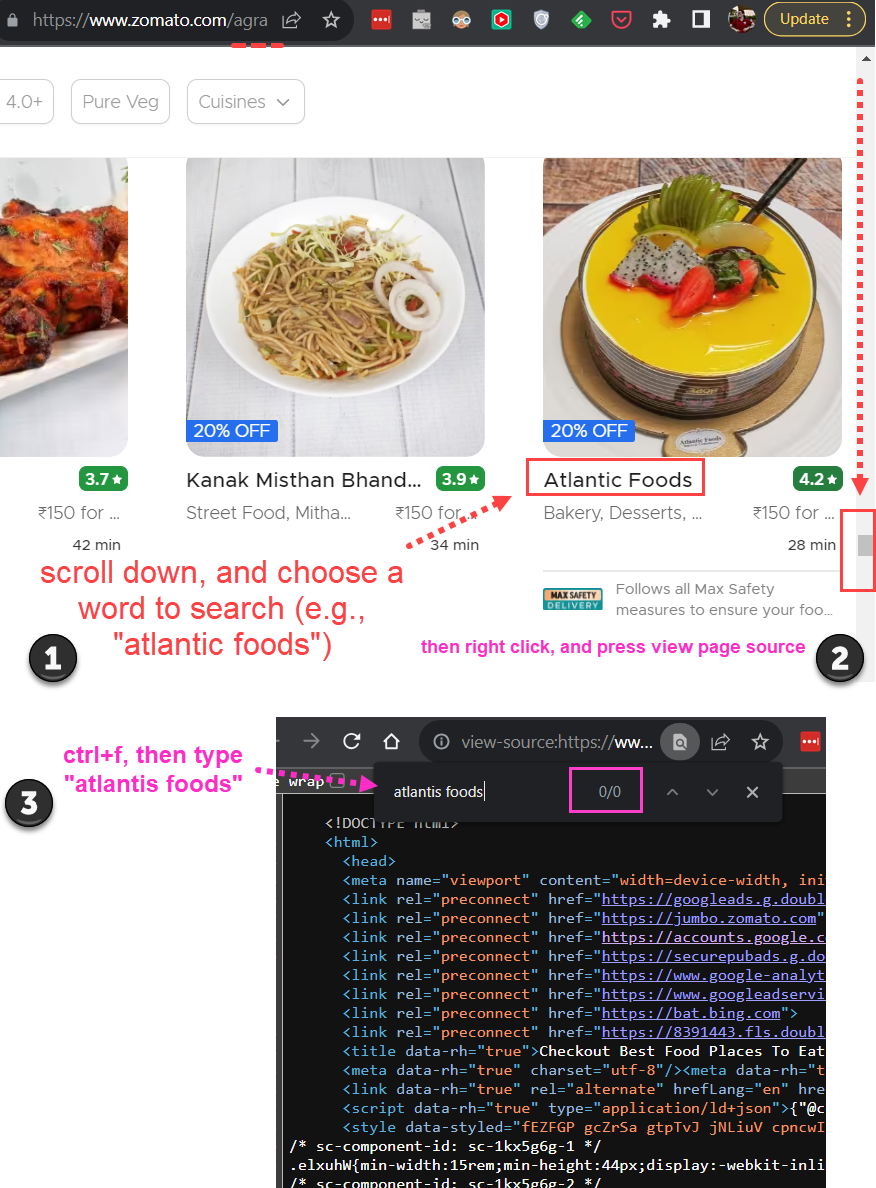 https://www.zomato.com/agra
Update
4.0+
Pure Veg
Cuisines
20% OFF
20% OFF
Atlantic Foods
3.7
Kanak Misthan Bhand...
3.9
Atlantic Foods
4.2
₹150 for ...
Street Food, Mitha...
₹150 for...
Bakery, Desserts, ...
₹150 for ...
42 min
34 min
28 min
scroll down, and choose a
word to search (e.g.,
"atlantic foods")
MAX SAFETY
DELIVERY
Follows all Max Safety
measures to ensure your foo...
1
then right click, and press view page source
2
view-source:https://ww...
ctrl+f, then type
"atlantis foods"
3
e wrap
atlantis foods
0/0
<!DOCTYPE html>
<html>
<head>
<meta name="viewport" content="width=device-width, ini
<link rel="preconnect" href="https://googleads.g.doubl
<link rel="preconnect" href="https://jumbo.zomato.com"
<link rel="preconnect" href="https://accounts.google.c
<link rel="preconnect" href="https://securepubads.g.do
<link rel="preconnect" href="https://www.google-analyt
<link rel="preconnect" href="https://www.googleadservi
<link rel="preconnect" href="https://bat.bing.com">
<link rel="preconnect" href="https://8391443.fls.doubl
<title data-rh="true">Checkout Best Food Places To Eat
<meta data-rh="true" charset="utf-8"/><meta data-rh="t
<link data-rh="true" rel="alternate" hrefLang="en" hre
<script data-rh="true" type="application/ld+json">{"@c
<style data-styled="fEZFGP gcZrSa gtpTvJ jNLiuV cpncwI
/* sc-component-id: sc-1kx5g6g-1 */
.elxuhW{min-width:15rem;min-height:44px;display:-webkit-inli
/* sc-component-id: sc-1kx5g6g-2 */